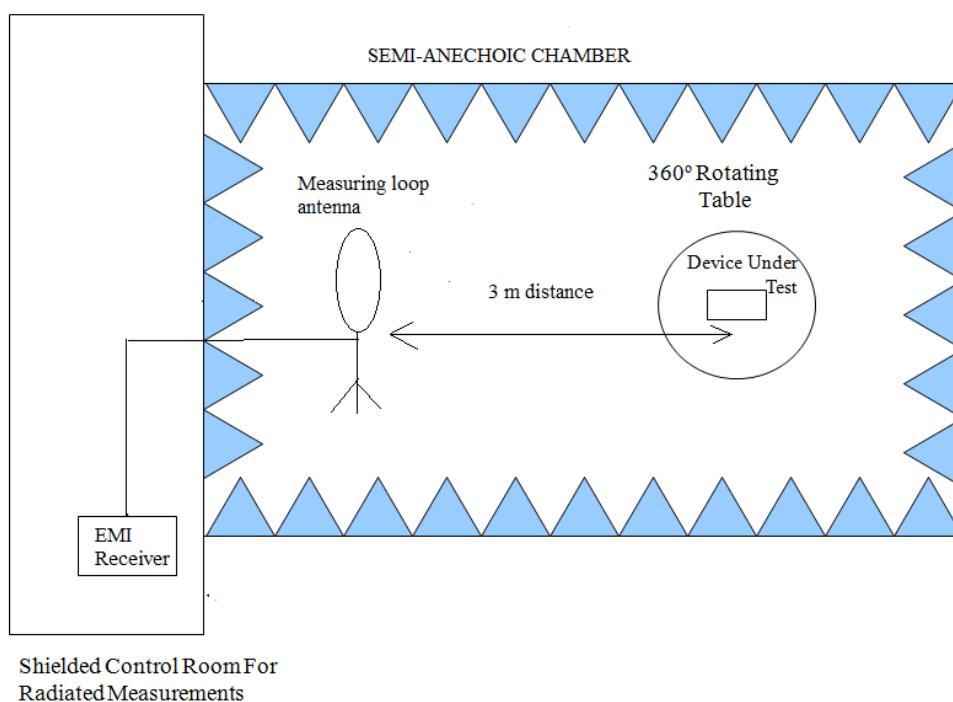 SEMI-ANECHOIC CHAMBER
Measuring loop
antenna
360º Rotating
Table
Device Under
Test
3 m distance
EMI
Receiver
Shielded Control Room For
Radiated Measurements